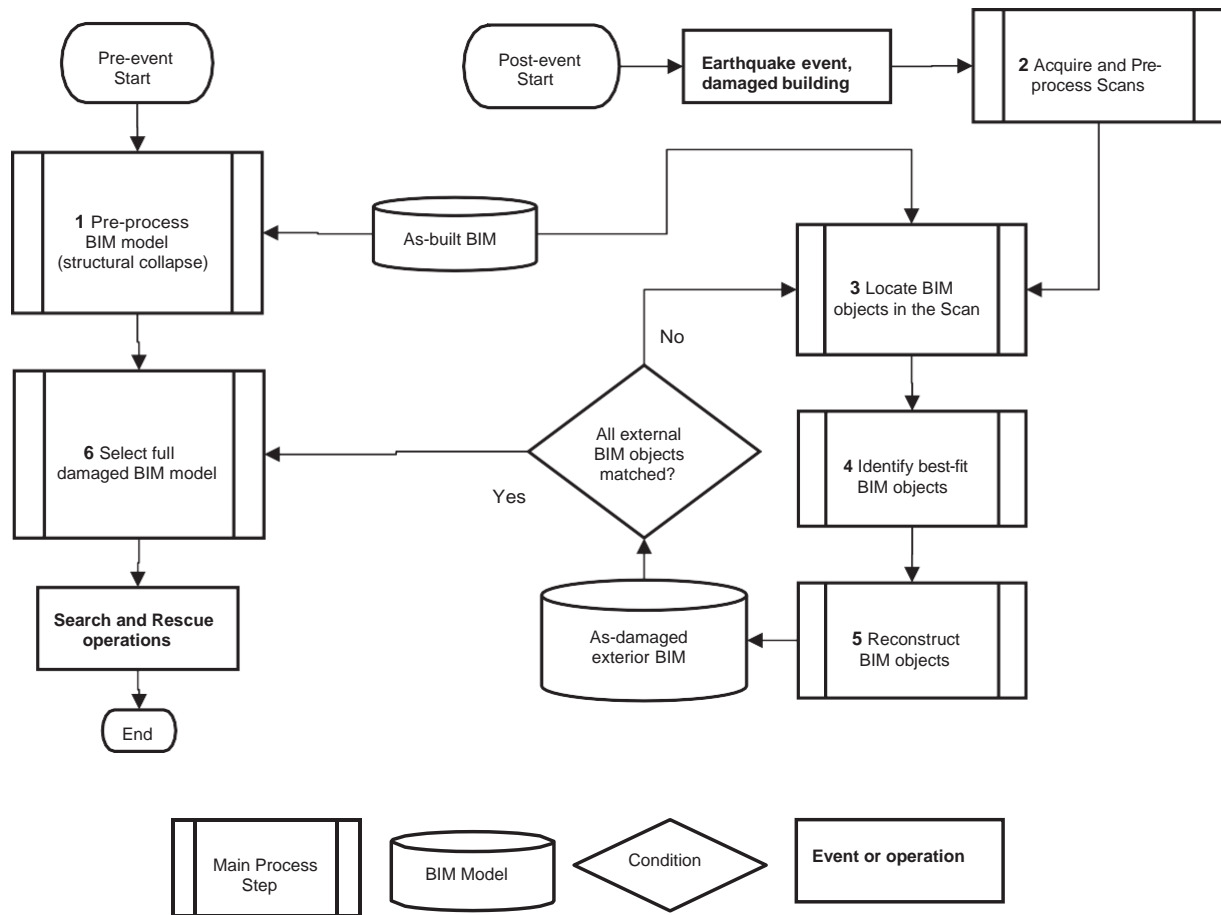 Pre-event
Start
Post-event
Start
Earthquake event,
damaged building
2 Acquire and Pre-
process Scans
1 Pre-process
BIM model
(structural collapse)
As-built BIM
3 Locate BIM
objects in the Scan
No
6 Select full
damaged BIM model
All external
BIM objects
matched?
Yes
4 Identify best-fit
BIM objects
Search and Rescue
operations
As-damaged
exterior BIM
5 Reconstruct
BIM objects
End
Main Process
Step
BIM Model
Condition
Event or operation